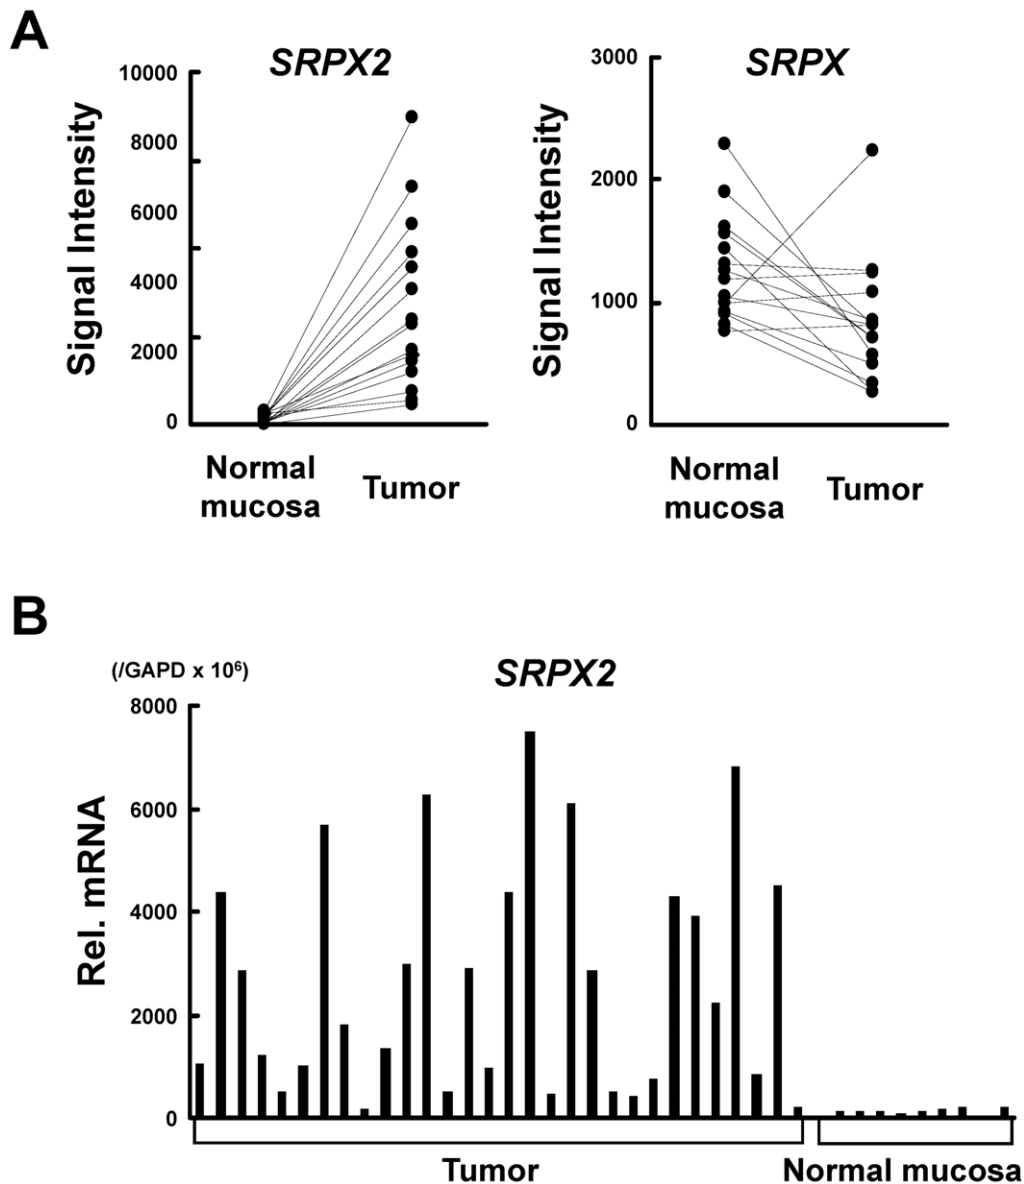 A
SRPX2
Signal Intensity
10000
8000
6000
4000
2000
0
Normal
mucosa
Tumor
SRPX
Signal Intensity
3000
2000
1000
0
Normal
mucosa
Tumor
B
(/GAPD x 10⁶)
SRPX2
Rel. mRNA
8000
6000
4000
2000
0
Tumor
Normal mucosa